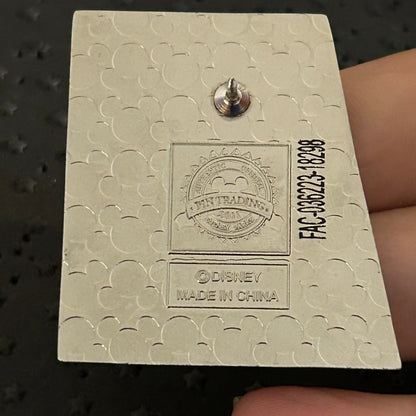 PIN TRADING
©DISNEY
MADE IN CHINA
FAC-036223-18298